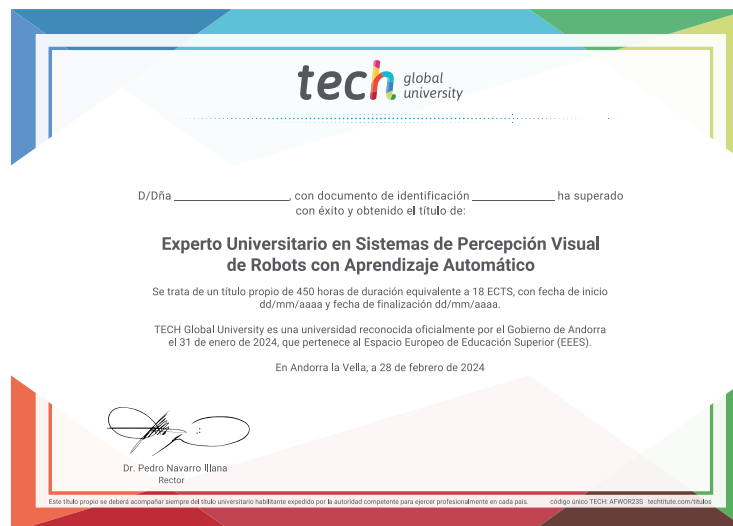 tech global university
D/Dña ____________________, con documento de identificación ______________ ha superado
con éxito y obtenido el título de:
Experto Universitario en Sistemas de Percepción Visual
de Robots con Aprendizaje Automático
Se trata de un título propio de 450 horas de duración equivalente a 18 ECTS, con fecha de inicio
dd/mm/aaaa y fecha de finalización dd/mm/aaaa.
TECH Global University es una universidad reconocida oficialmente por el Gobierno de Andorra
el 31 de enero de 2024, que pertenece al Espacio Europeo de Educación Superior (EEES).
En Andorra la Vella, a 28 de febrero de 2024
Dr. Pedro Navarro Illana
Rector
Este título propio se deberá acompañar siempre del título universitario habilitante expedido por la autoridad competente para ejercer profesionalmente en cada país. código único TECH: AFWOR23S techtitute.com/titulos